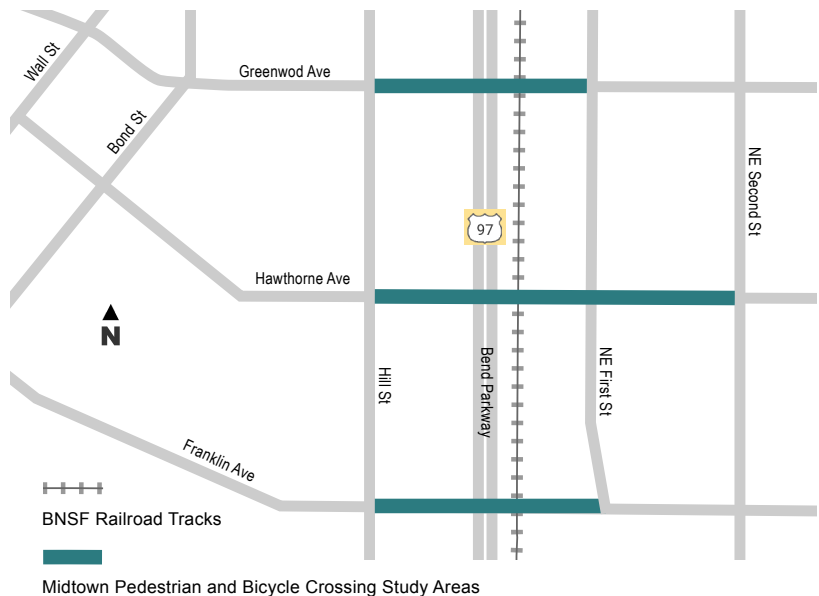 Wall St
Greenwod Ave
Bond St
NE Second St
97
Hawthorne Ave
N
Hill St
Bend Parkway
NE First St
Franklin Ave
BNSF Railroad Tracks
Midtown Pedestrian and Bicycle Crossing Study Areas